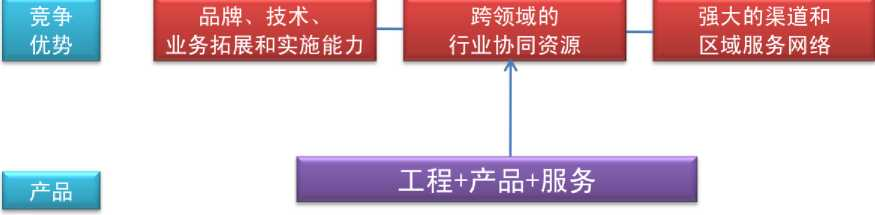 竞争
优势
品牌、技术、
业务拓展和实施能力
跨领域的
行业协同资源
强大的渠道和
区域服务网络
工程+产品+服务
产品